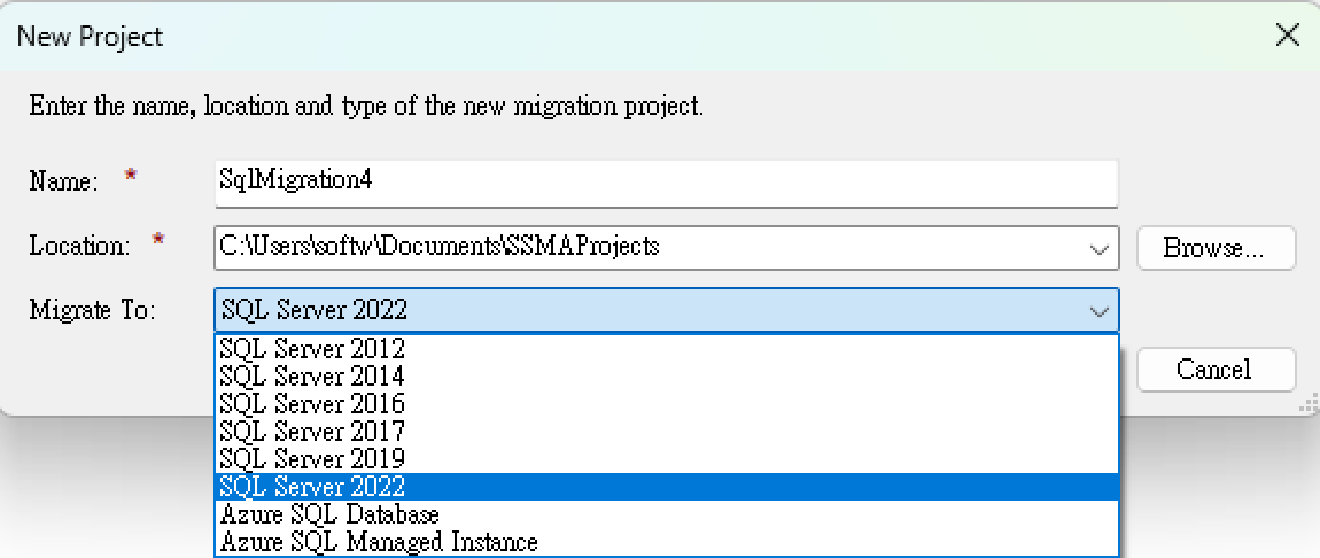 New Project
Enter the name, location and type of the new migration project.
Name: *
SqlMigration4
Location: *
C:\Users\softw\Documents\SSMAProjects
Browse...
Migrate To:
SQL Server 2022
SQL Server 2012
SQL Server 2014
SQL Server 2016
SQL Server 2017
SQL Server 2019
SQL Server 2022
Azure SQL Database
Azure SQL Managed Instance
Cancel